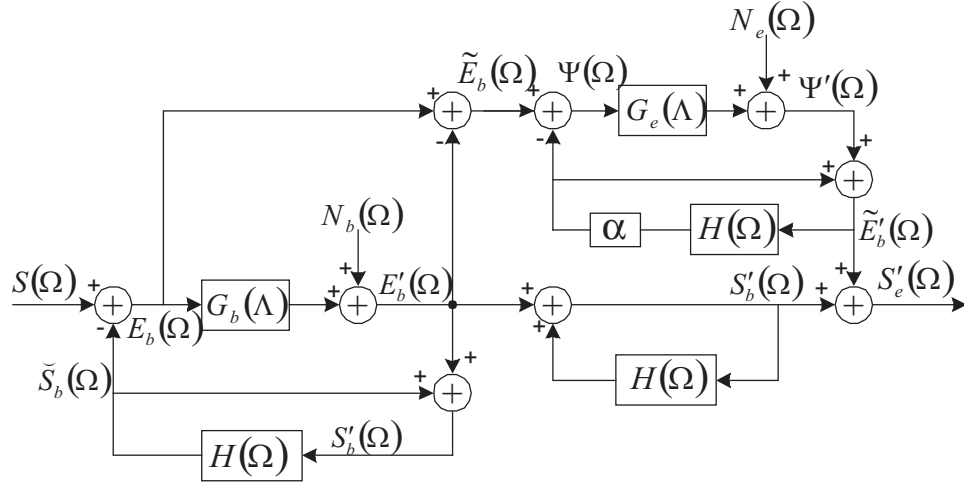 N_e(Ω)
Ẽ_b(Ω) Ψ(Ω) Ψ′(Ω)
+ + + +
+ + G_e(Λ) +
- - +
+ +
N_b(Ω)
α H(Ω) Ẽ′_b(Ω)
S(Ω) + + E′_b(Ω) S′_b(Ω) + S′_e(Ω)
+ G_b(Λ) + + + + + +
- E_b(Ω) +
S̆_b(Ω) + + H(Ω)
+
H(Ω) S′_b(Ω)